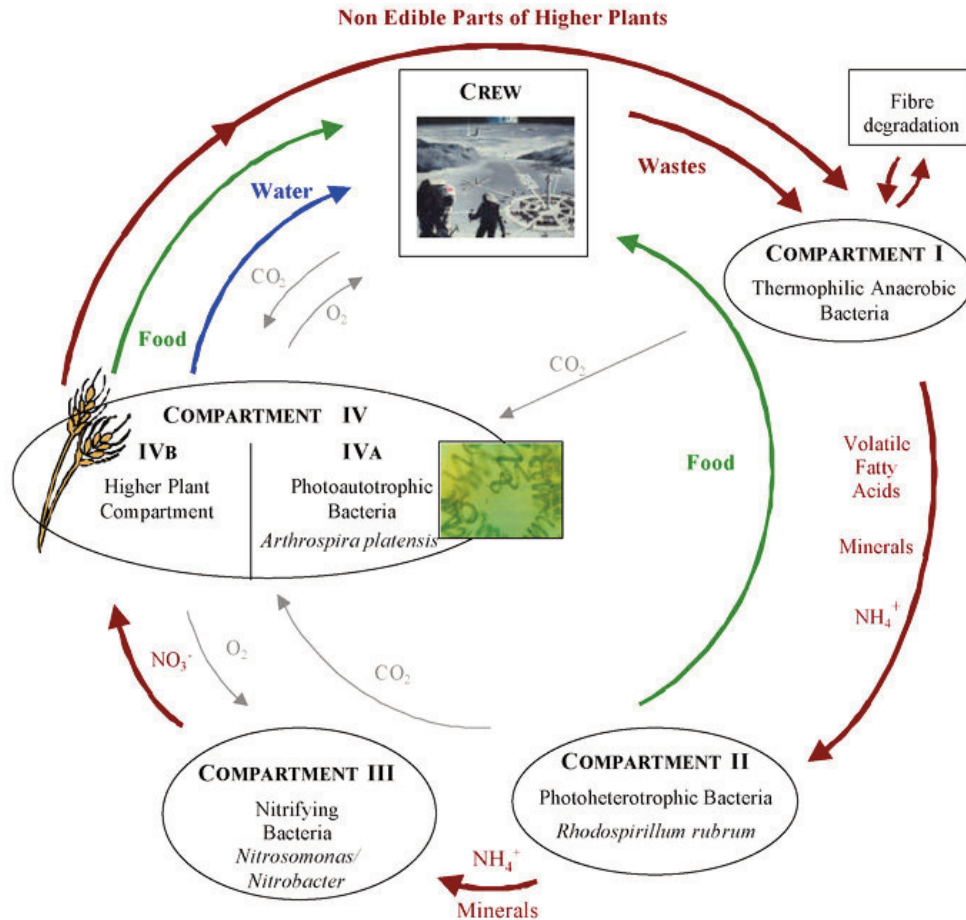 Non Edible Parts of Higher Plants
CREW
Fibre
degradation
Wastes
Water
CO₂
O₂
Food
COMPARTMENT I
Thermophilic Anaerobic
Bacteria
CO₂
COMPARTMENT IV
IVB
Higher Plant
Compartment
IVA
Photoautotrophic
Bacteria
Arthrospira platensis
Food
Volatile
Fatty
Acids
Minerals
NH₄⁺
NO₃⁻
O₂
CO₂
COMPARTMENT III
Nitrifying
Bacteria
Nitrosomonas/
Nitrobacter
COMPARTMENT II
Photoheterotrophic Bacteria
Rhodospirillum rubrum
NH₄⁺
Minerals